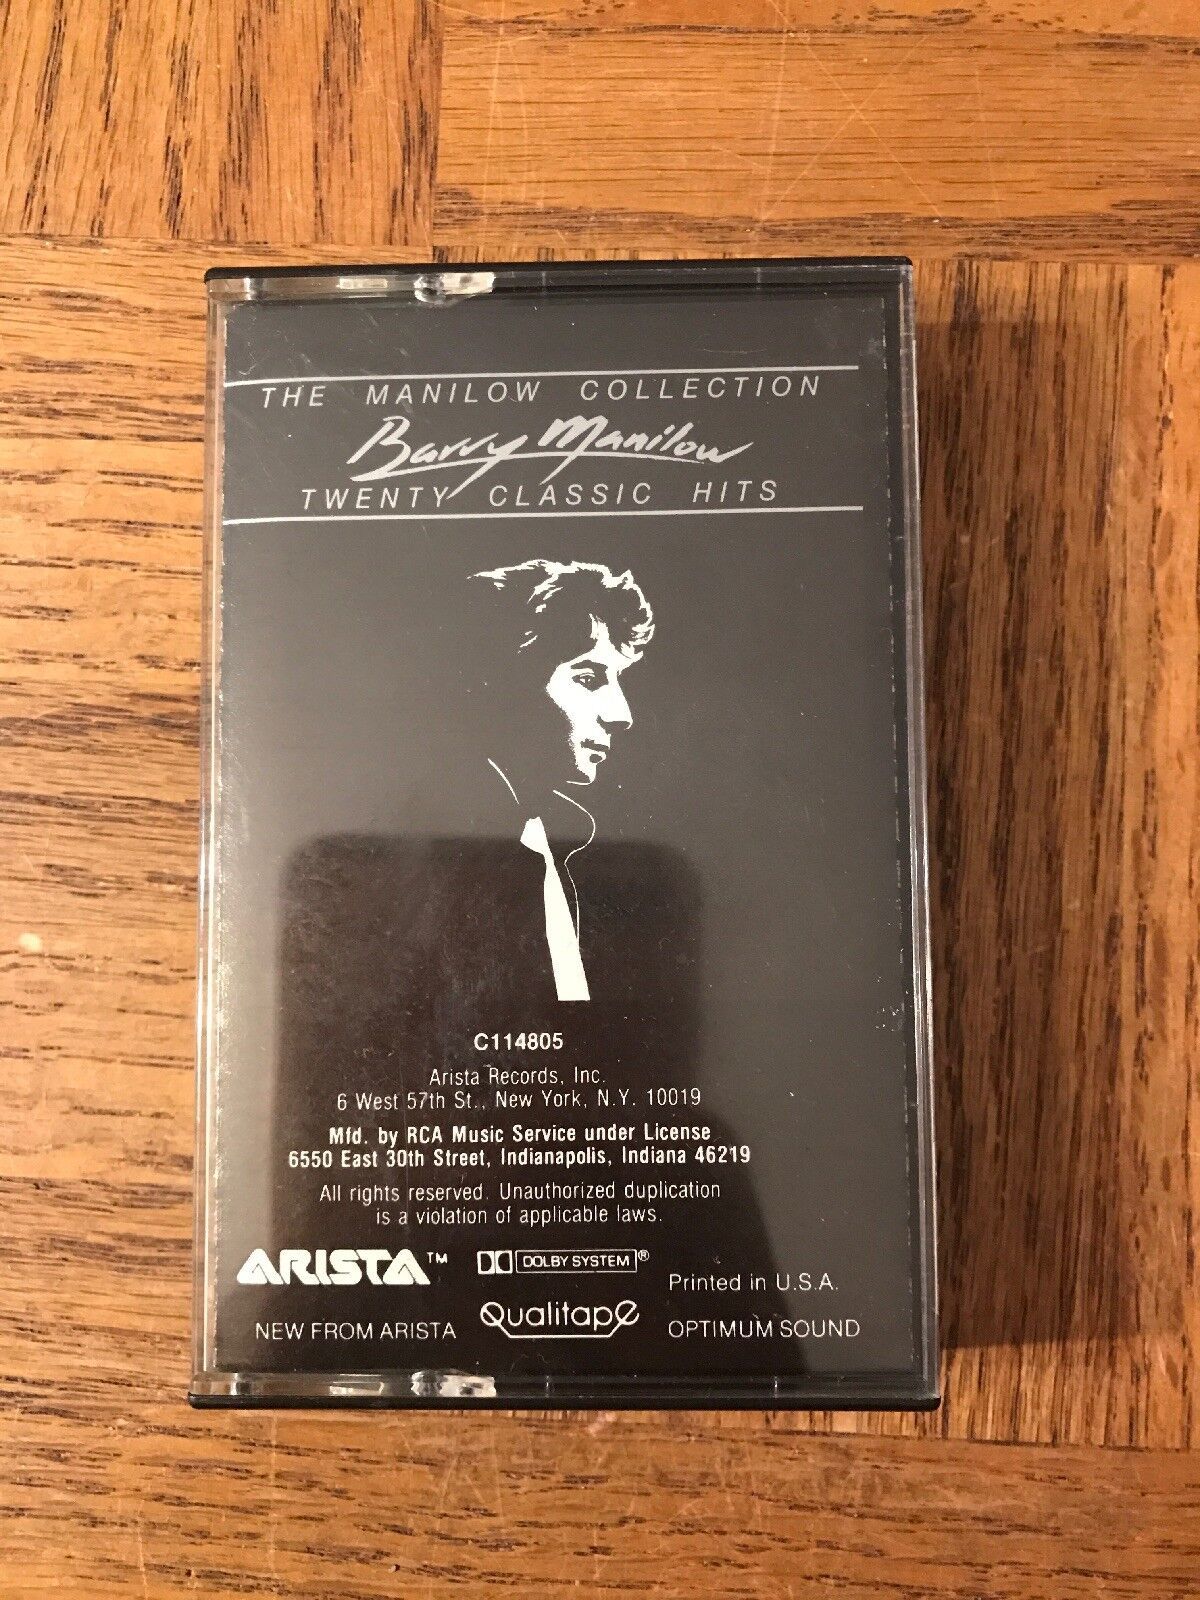 THE MANILOW COLLECTION
Barry Manilow
TWENTY CLASSIC HITS
C114805
Arista Records, Inc.
6 West 57th St., New York, N.Y. 10019
Mfd. by RCA Music Service under License
6550 East 30th Street, Indianapolis, Indiana 46219
All rights reserved. Unauthorized duplication
is a violation of applicable laws.
ARISTA™ DOLBY SYSTEM® Printed in U.S.A.
NEW FROM ARISTA Qualitape OPTIMUM SOUND